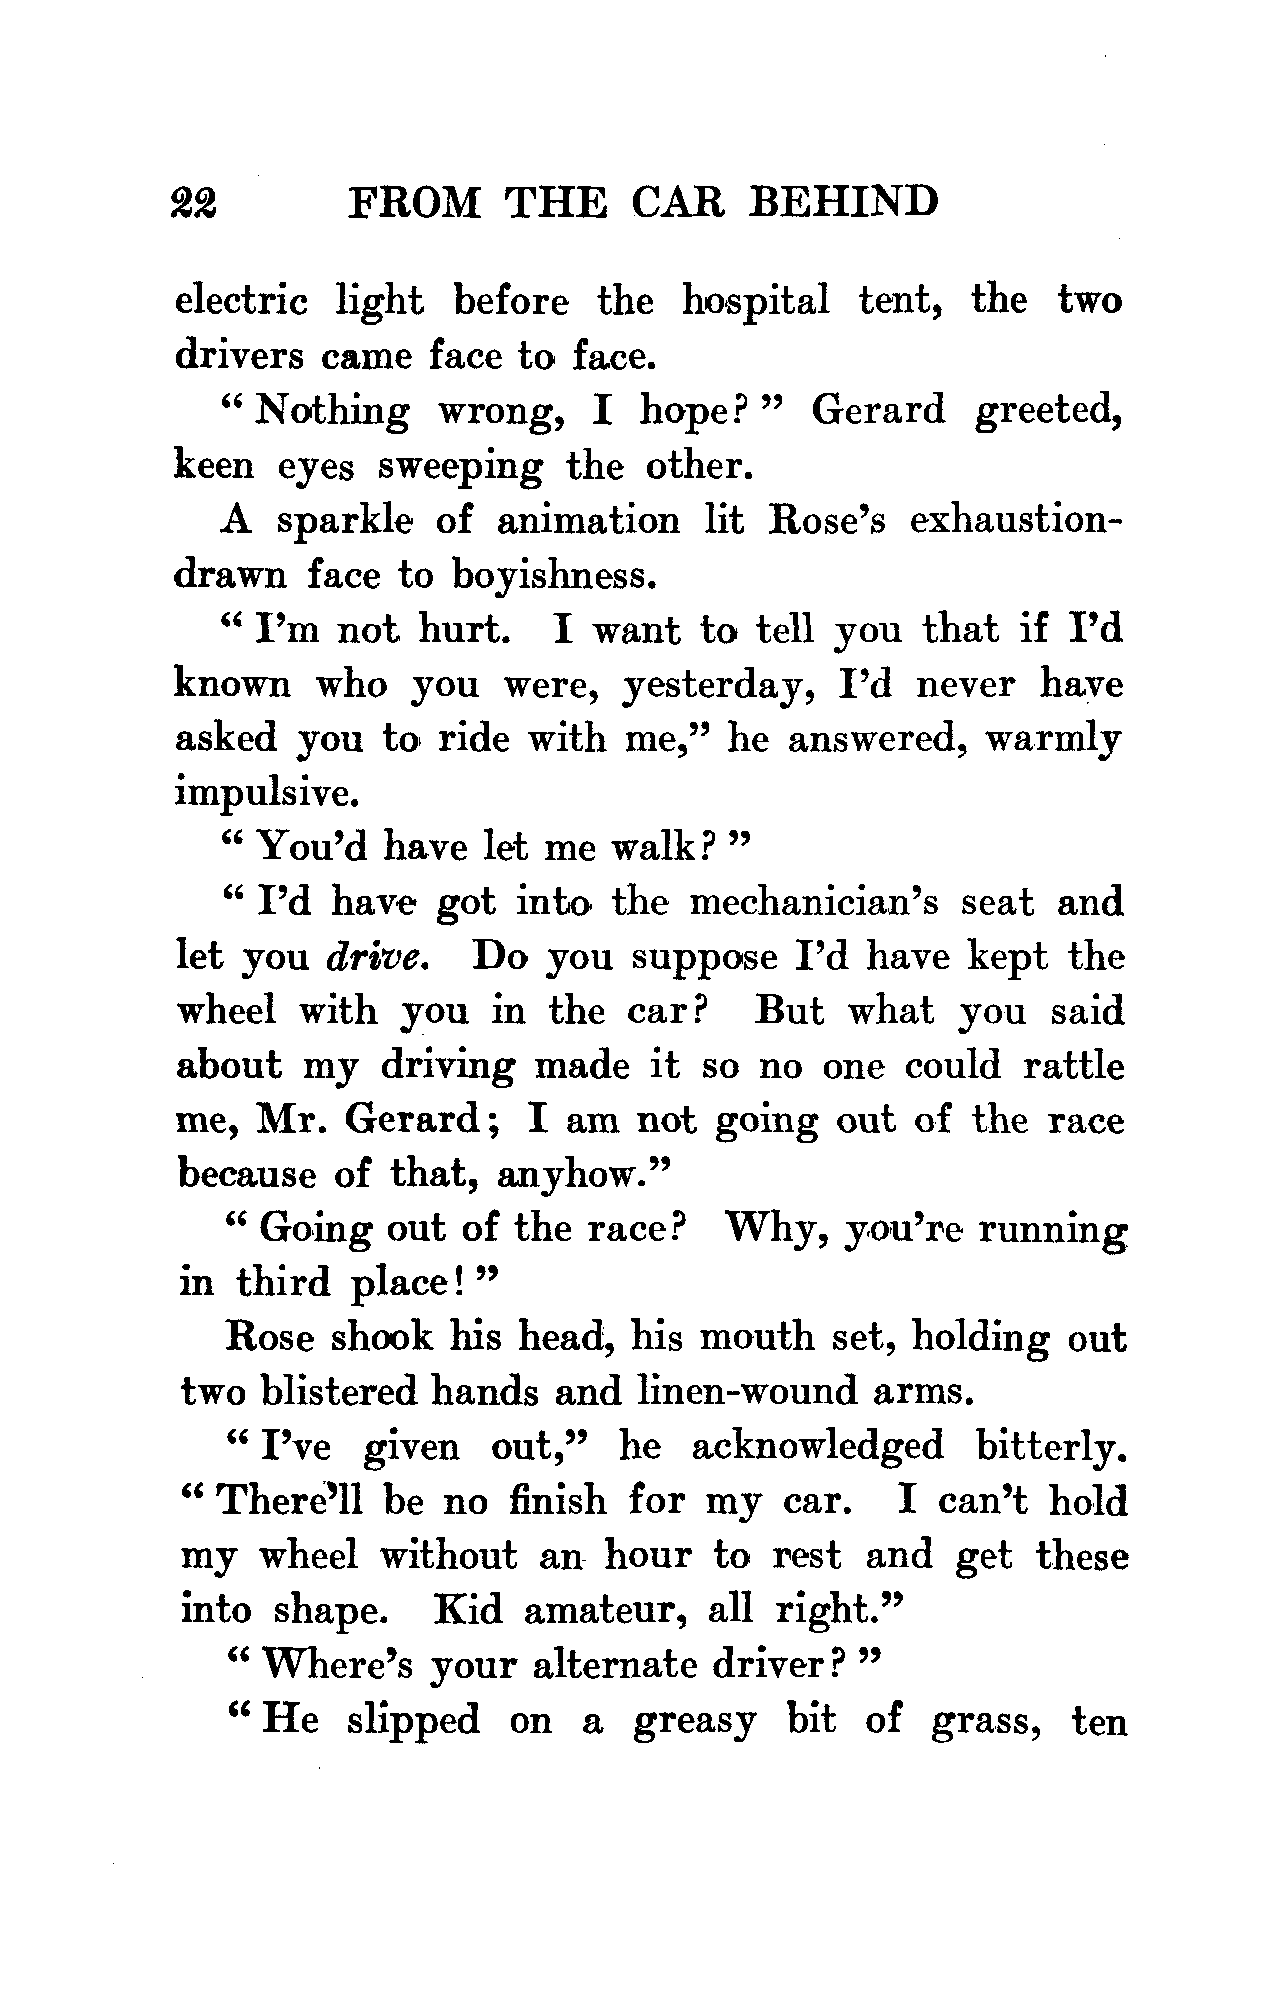 22 FROM THE CAR BEHIND
electric light before the hospital tent, the two
drivers came face to face.
“ Nothing wrong, I hope? ” Gerard greeted,
keen eyes sweeping the other.
A sparkle of animation lit Rose’s exhaustion-
drawn face to boyishness.
“ I’m not hurt. I want to tell you that if I’d
known who you were, yesterday, I’d never have
asked you to ride with me,” he answered, warmly
impulsive.
“ You’d have let me walk? ”
“ I’d have got into the mechanician’s seat and
let you drive. Do you suppose I’d have kept the
wheel with you in the car? But what you said
about my driving made it so no one could rattle
me, Mr. Gerard; I am not going out of the race
because of that, anyhow.”
“ Going out of the race? Why, you’re running
in third place! ”
Rose shook his head, his mouth set, holding out
two blistered hands and linen-wound arms.
“ I’ve given out,” he acknowledged bitterly.
“ There’ll be no finish for my car. I can’t hold
my wheel without an hour to rest and get these
into shape. Kid amateur, all right.”
“ Where’s your alternate driver? ”
“ He slipped on a greasy bit of grass, ten